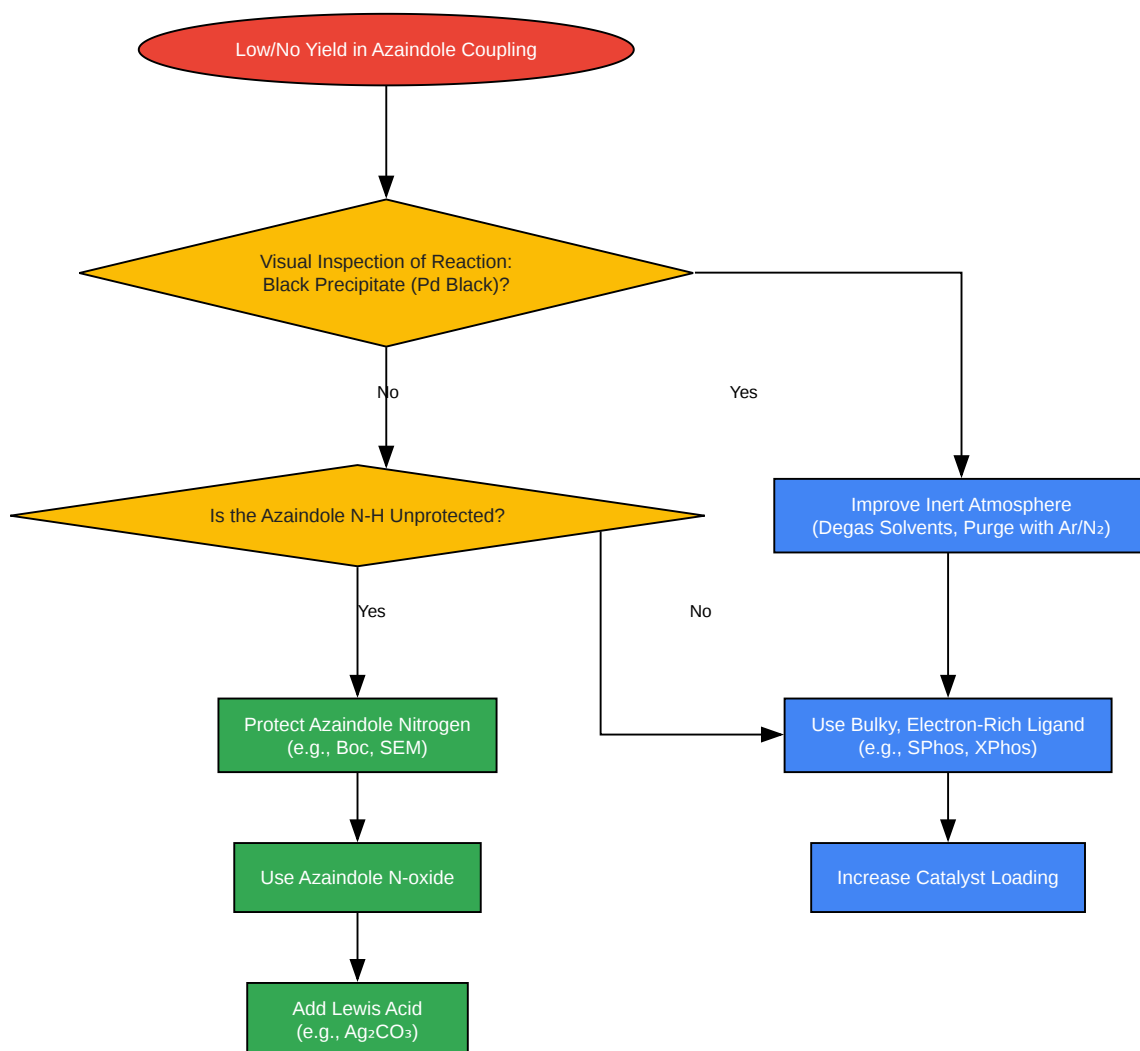 Low/No Yield in Azaindole Coupling
Visual Inspection of Reaction:
Black Precipitate (Pd Black)?
No
Yes
Is the Azaindole N-H Unprotected?
Improve Inert Atmosphere
(Degas Solvents, Purge with Ar/N₂)
Yes
No
Protect Azaindole Nitrogen
(e.g., Boc, SEM)
Use Bulky, Electron-Rich Ligand
(e.g., SPhos, XPhos)
Use Azaindole N-oxide
Increase Catalyst Loading
Add Lewis Acid
(e.g., Ag₂CO₃)